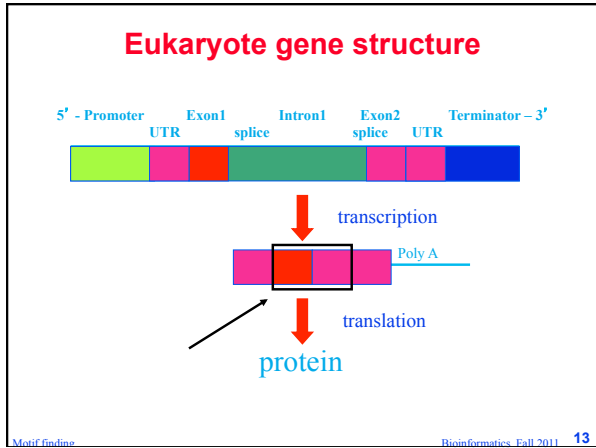 Eukaryote gene structure
5′ - Promoter Exon1 Intron1 Exon2 Terminator – 3′
UTR splice splice UTR
transcription
Poly A
translation
protein
Motif finding Bioinformatics Fall 2011 13